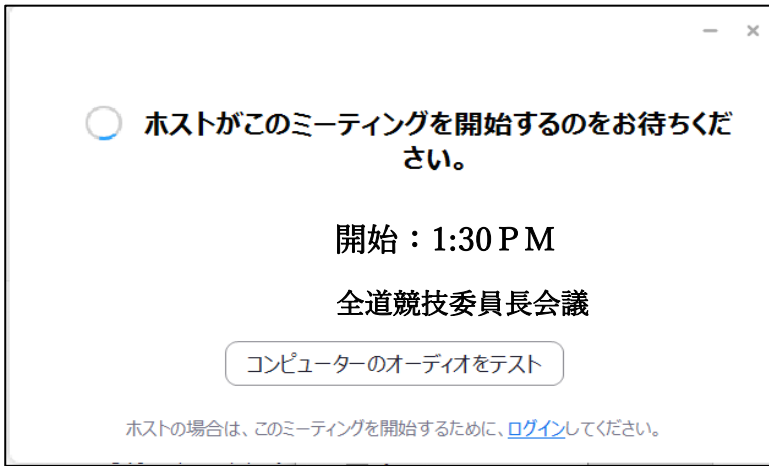 ホストがこのミーティングを開始するのをお待ちくだ
さい。
開始：1:30ＰＭ
全道競技委員長会議
コンピューターのオーディオをテスト
ホストの場合は、このミーティングを開始するために、ログインしてください。